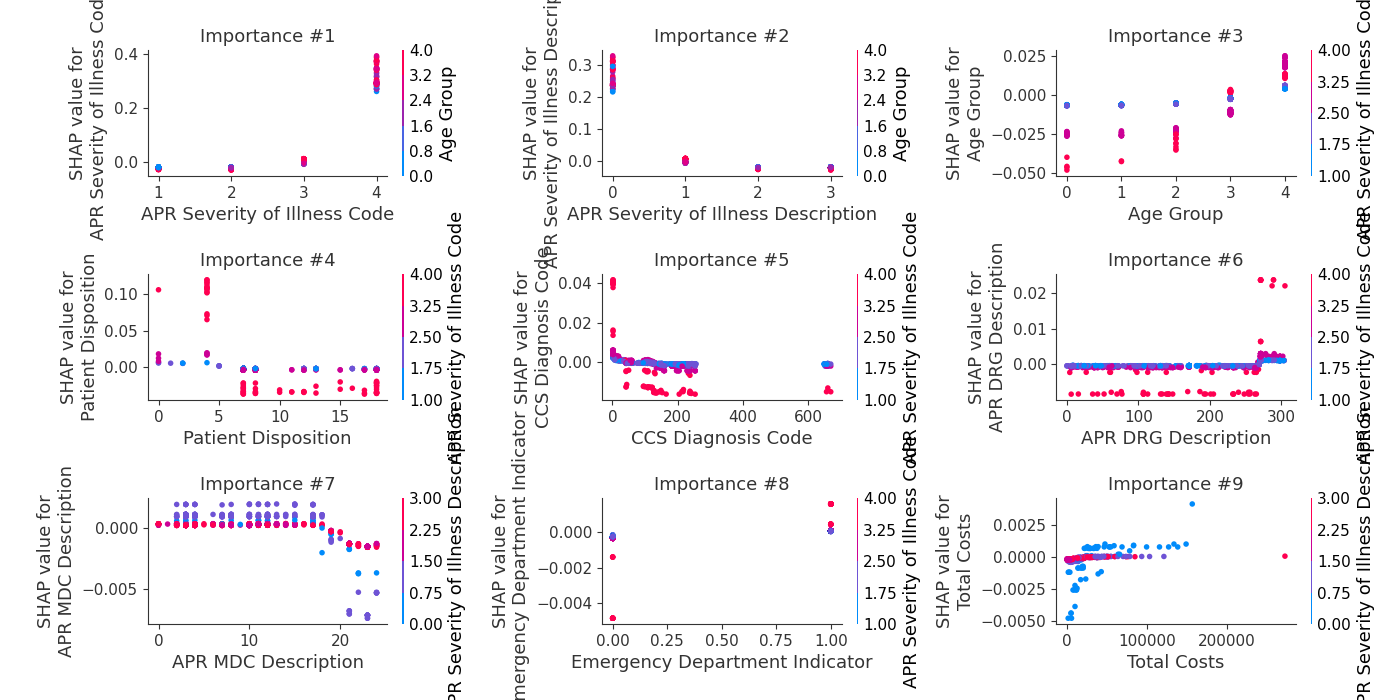 Importance #1
SHAP value for
APR Severity of Illness Code
0.4
0.2
0.0
1
2
3
4
APR Severity of Illness Code
4.0
3.2
2.4
1.6
0.8
0.0
Age Group
Importance #2
SHAP value for
APR Severity of Illness Descrip
0.3
0.2
0.1
0.0
0
1
2
3
APR Severity of Illness Description
4.0
3.2
2.4
1.6
0.8
0.0
Age Group
Importance #3
SHAP value for
Age Group
0.025
0.000
−0.025
−0.050
0
1
2
3
4
Age Group
4.00
3.25
2.50
1.75
1.00
APR Severity of Illness Code
Importance #4
SHAP value for
Patient Disposition
0.10
0.05
0.00
0
5
10
15
Patient Disposition
4.00
3.25
2.50
1.75
1.00
APR Severity of Illness Code
Importance #5
SHAP value for
CCS Diagnosis Code
0.04
0.02
0.00
0
200
400
600
CCS Diagnosis Code
4.00
3.25
2.50
1.75
1.00
APR Severity of Illness Code
Importance #6
SHAP value for
APR DRG Description
0.02
0.01
0.00
0
100
200
300
APR DRG Description
4.00
3.25
2.50
1.75
1.00
APR Severity of Illness Code
Importance #7
SHAP value for
APR MDC Description
0.000
−0.005
0
10
20
APR MDC Description
3.00
2.25
1.50
0.75
0.00
PR Severity of Illness Description
Importance #8
SHAP value for
mergency Department Indicator
0.000
−0.002
−0.004
0.00
0.25
0.50
0.75
1.00
Emergency Department Indicator
4.00
3.25
2.50
1.75
1.00
APR Severity of Illness Code
Importance #9
SHAP value for
Total Costs
0.0025
0.0000
−0.0025
−0.0050
0
100000
200000
Total Costs
3.00
2.25
1.50
0.75
0.00
PR Severity of Illness Description